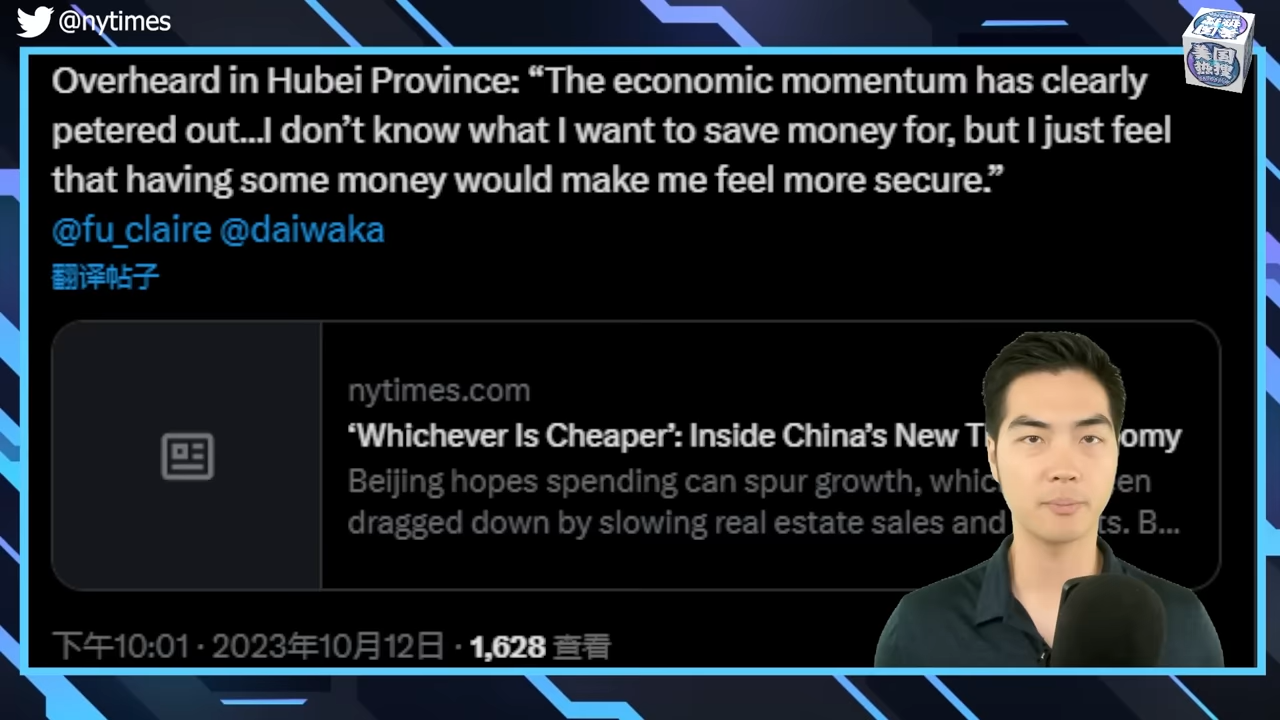 @nytimes
Overheard in Hubei Province: “The economic momentum has clearly
petered out...I don’t know what I want to save money for, but I just feel
that having some money would make me feel more secure.”
@fu_claire @daiwaka
翻译帖子
nytimes.com
‘Whichever Is Cheaper’: Inside China’s New
Beijing hopes spending can spur growth,
dragged down by slowing real estate sales and B...
下午10:01 · 2023年10月12日 · 1,628 查看
美国
热搜